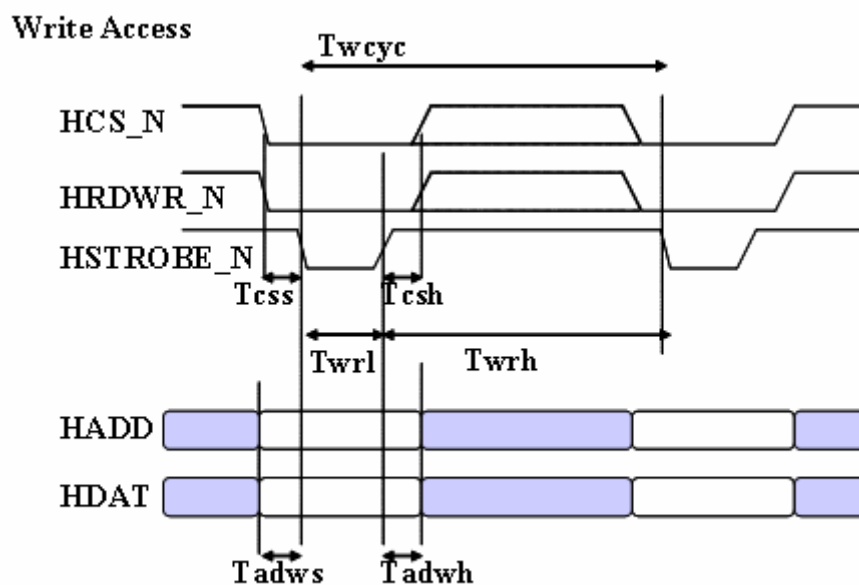 Write Access
Twcyc
HCS_N
HRDWR_N
HSTROBE_N
Tcss
Tcsh
Twrl
Twrh
HADD
HDAT
Tadws
Tadwh